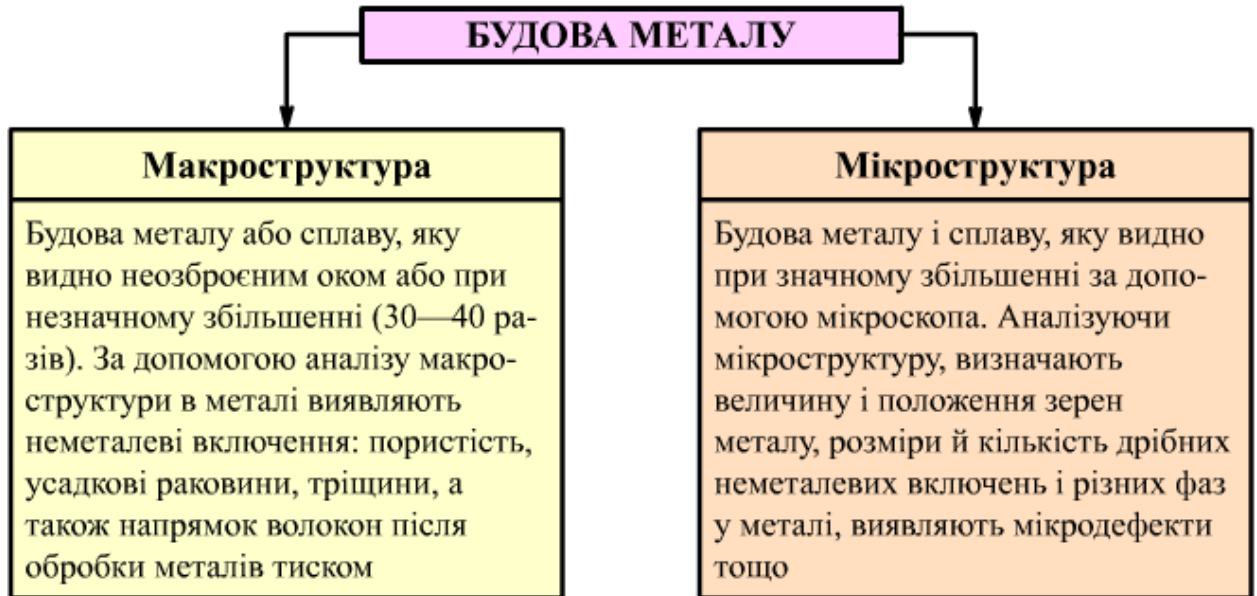 БУДОВА МЕТАЛУ
Макроструктура
Будова металу або сплаву, яку
видно неозброєним оком або при
незначному збільшенні (30—40 ра-
зів). За допомогою аналізу макро-
структури в металі виявляють
неметалеві включення: пористість,
усадкові раковини, тріщини, а
також напрямок волокон після
обробки металів тиском
Мікроструктура
Будова металу і сплаву, яку видно
при значному збільшенні за допо-
могою мікроскопа. Аналізуючи
мікроструктуру, визначають
величину і положення зерен
металу, розміри й кількість дрібних
неметалевих включень і різних фаз
у металі, виявляють мікродефекти
тощо